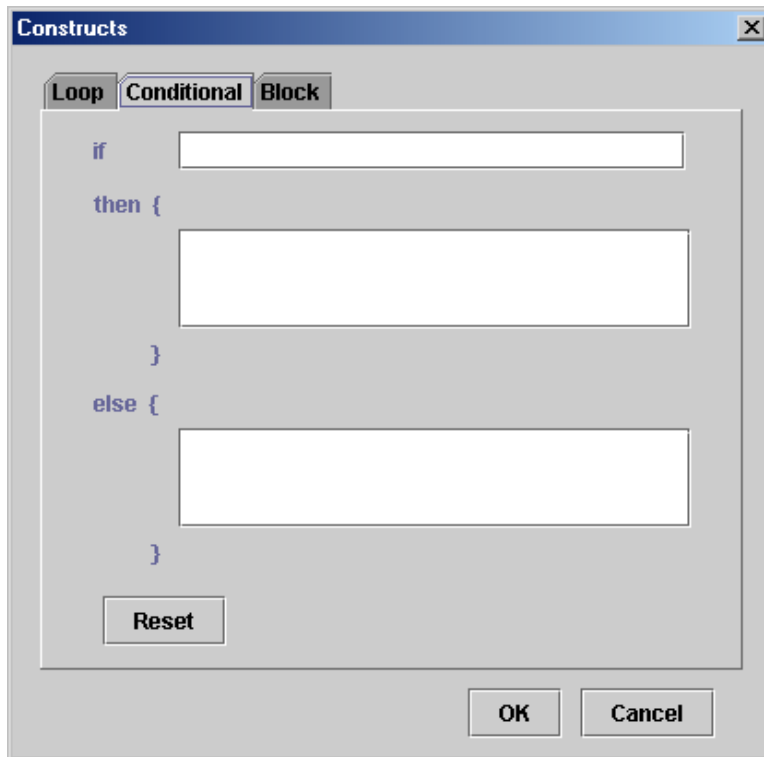 Constructs
Loop Conditional Block
if
then {
}
else {
}
Reset
OK Cancel